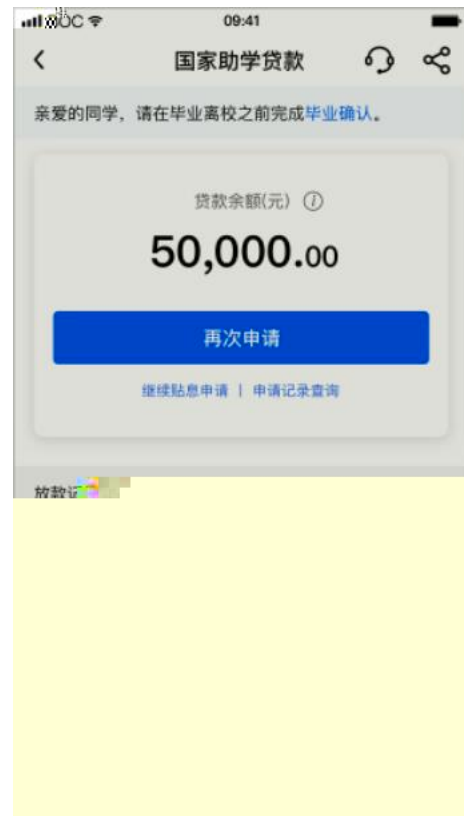 09:41
国家助学贷款
亲爱的同学，请在毕业离校之前完成毕业确认。
贷款余额(元)
50,000.00
再次申请
继续贴息申请 | 申请记录查询
放款